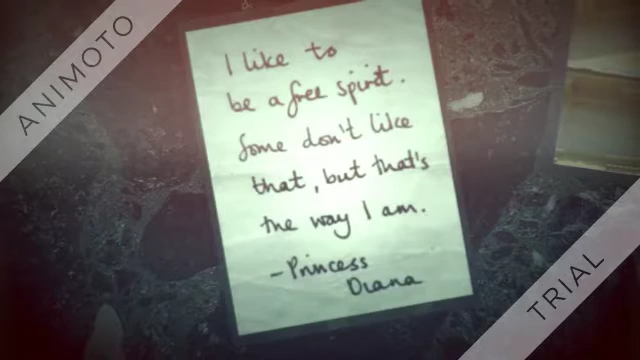 ANIMOTO
I like to
be a free spirit.
Some don't like
that, but that's
the way I am.
-Princess
Diana
TRIAL